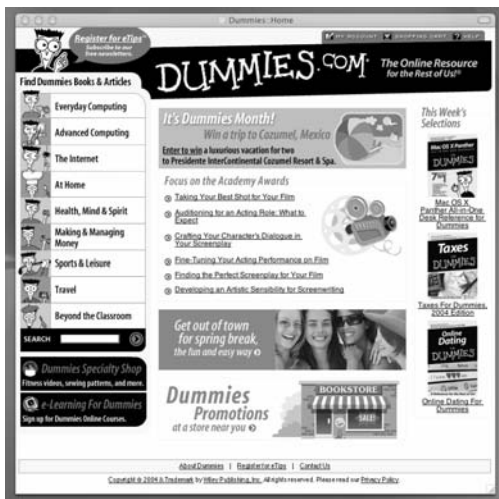 Dummies::Home
Register for eTips
Subscribe to our
free newsletters.
MY ACCOUNT
SHOPPING CART
HELP
DUMMIES.COM
The Online Resource
for the Rest of Us!®
Find Dummies Books & Articles
Everyday Computing
Advanced Computing
The Internet
At Home
Health, Mind & Spirit
Making & Managing
Money
Sports & Leisure
Travel
Beyond the Classroom
SEARCH
Dummies Specialty Shop
Fitness videos, sewing patterns, and more.
e-Learning For Dummies
Sign up for Dummies Online Courses.
It's Dummies Month!
Win a trip to Cozumel, Mexico
Enter to win a luxurious vacation for two
to Presidente InterContinental Cozumel Resort & Spa.
Focus on the Academy Awards
Taking Your Best Shot for Your Film
Auditioning for an Acting Role: What to
Expect
Crafting Your Character's Dialogue in
Your Screenplay
Fine-Tuning Your Acting Performance on Film
Finding the Perfect Screenplay for Your Film
Developing an Artistic Sensibility for Screenwriting
Get out of town
for spring break,
the fun and easy way
Dummies
Promotions
at a store near you
BOOKSTORE
SALE!
This Week's
Selections
Mac OS X Panther
DUMMIES
Mac OS X
Panther All-in-One
Desk Reference for
Dummies
Taxes
DUMMIES
Taxes For Dummies,
2004 Edition
Online
Dating
DUMMIES
Online Dating For
Dummies
About Dummies | Register for eTips | Contact Us
Copyright © 2004 & Trademark by Wiley Publishing, Inc. All rights reserved. Please read our Privacy Policy.